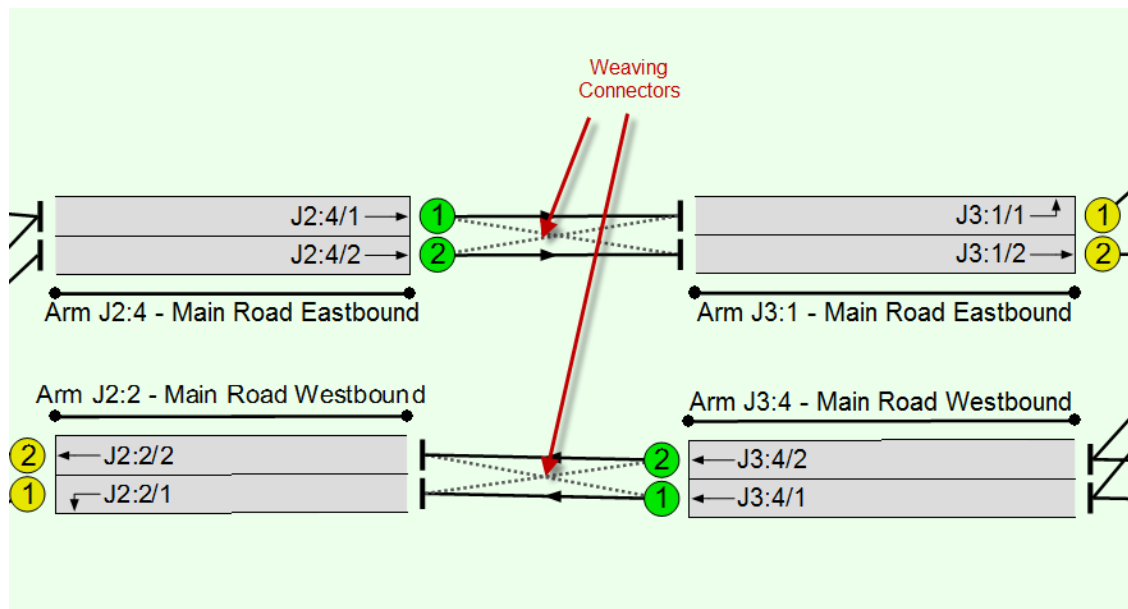 Weaving
Connectors
J2:4/1
1
J3:1/1
1
J2:4/2
2
J3:1/2
2
Arm J2:4 - Main Road Eastbound
Arm J3:1 - Main Road Eastbound
Arm J2:2 - Main Road Westbound
Arm J3:4 - Main Road Westbound
2
J2:2/2
2
J3:4/2
1
J2:2/1
1
J3:4/1